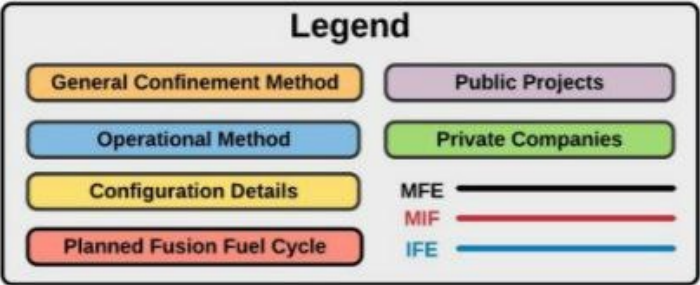 Legend
General Confinement Method
Public Projects
Operational Method
Private Companies
Configuration Details
MFE
MIF
Planned Fusion Fuel Cycle
IFE